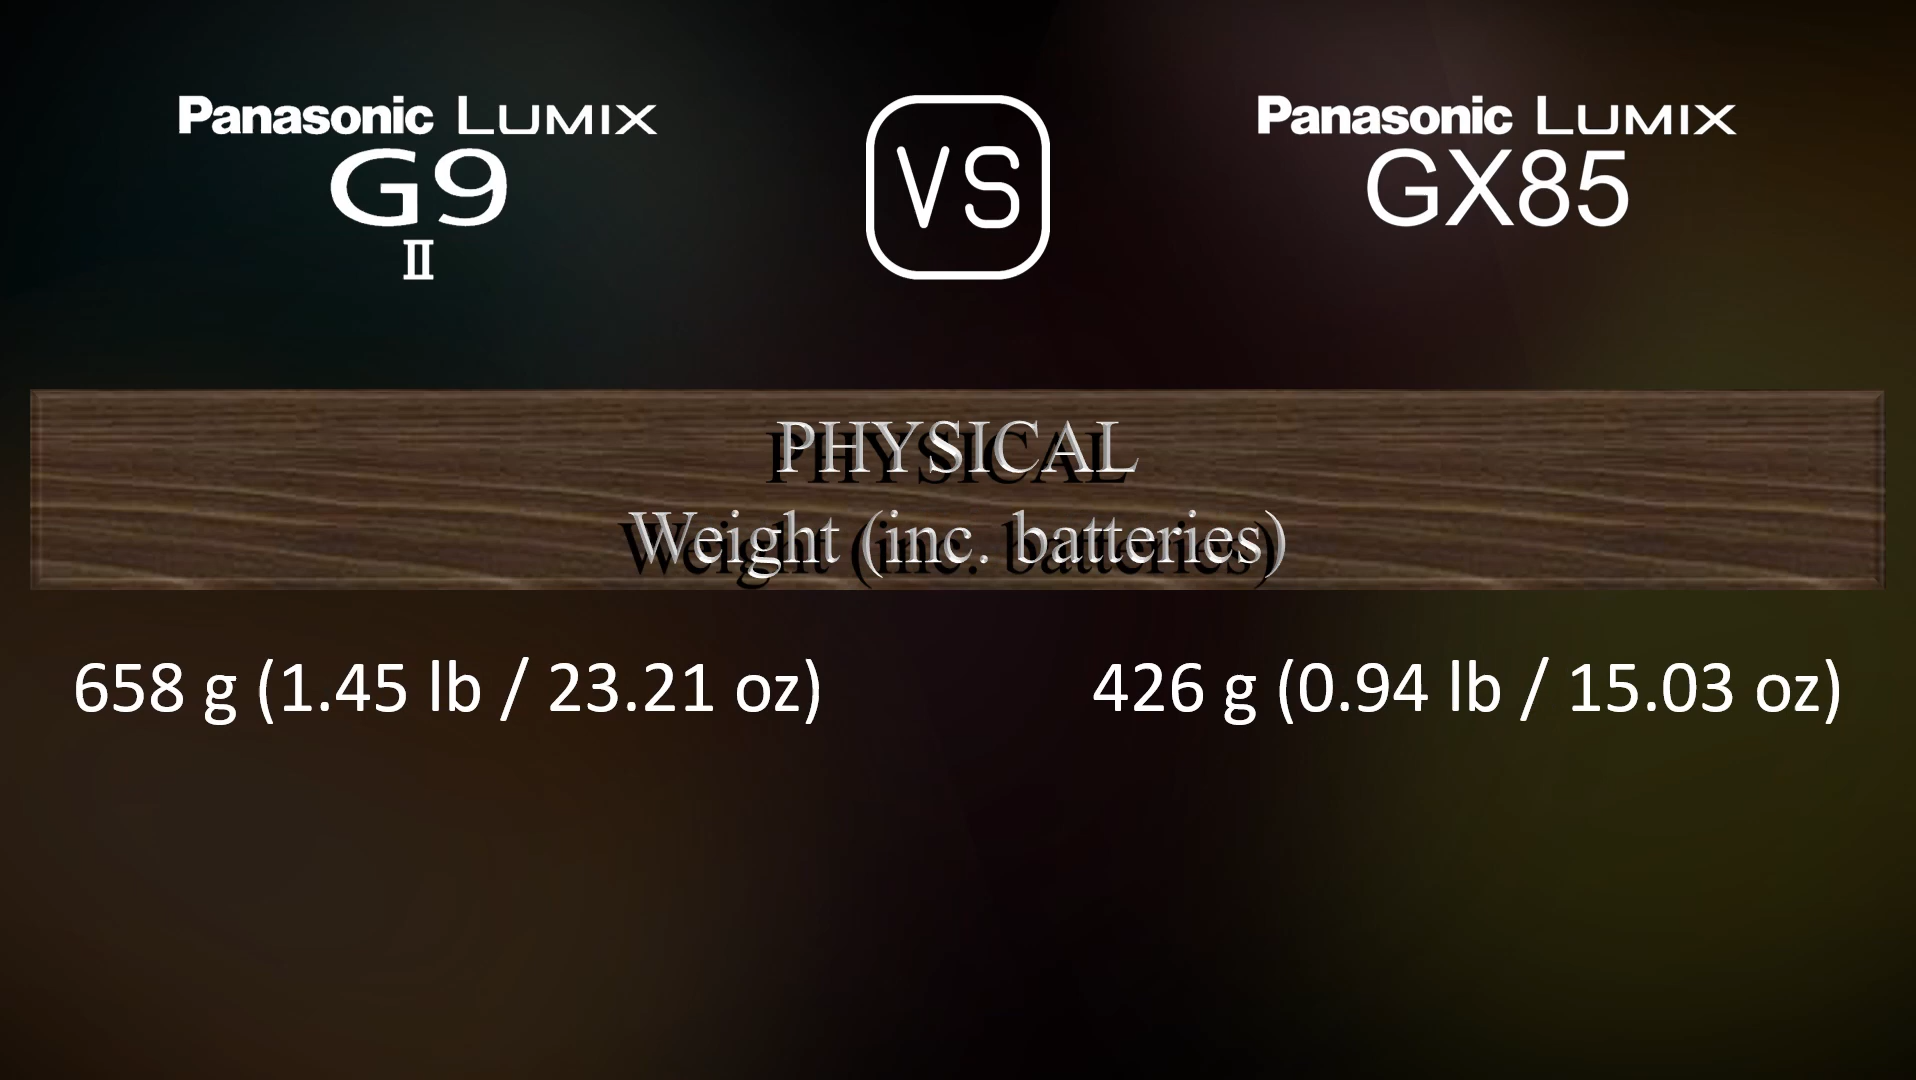 Panasonic LUMIX
G9
II
VS
Panasonic LUMIX
GX85
PHYSICAL
Weight (inc. batteries)
658 g (1.45 lb / 23.21 oz)
426 g (0.94 lb / 15.03 oz)